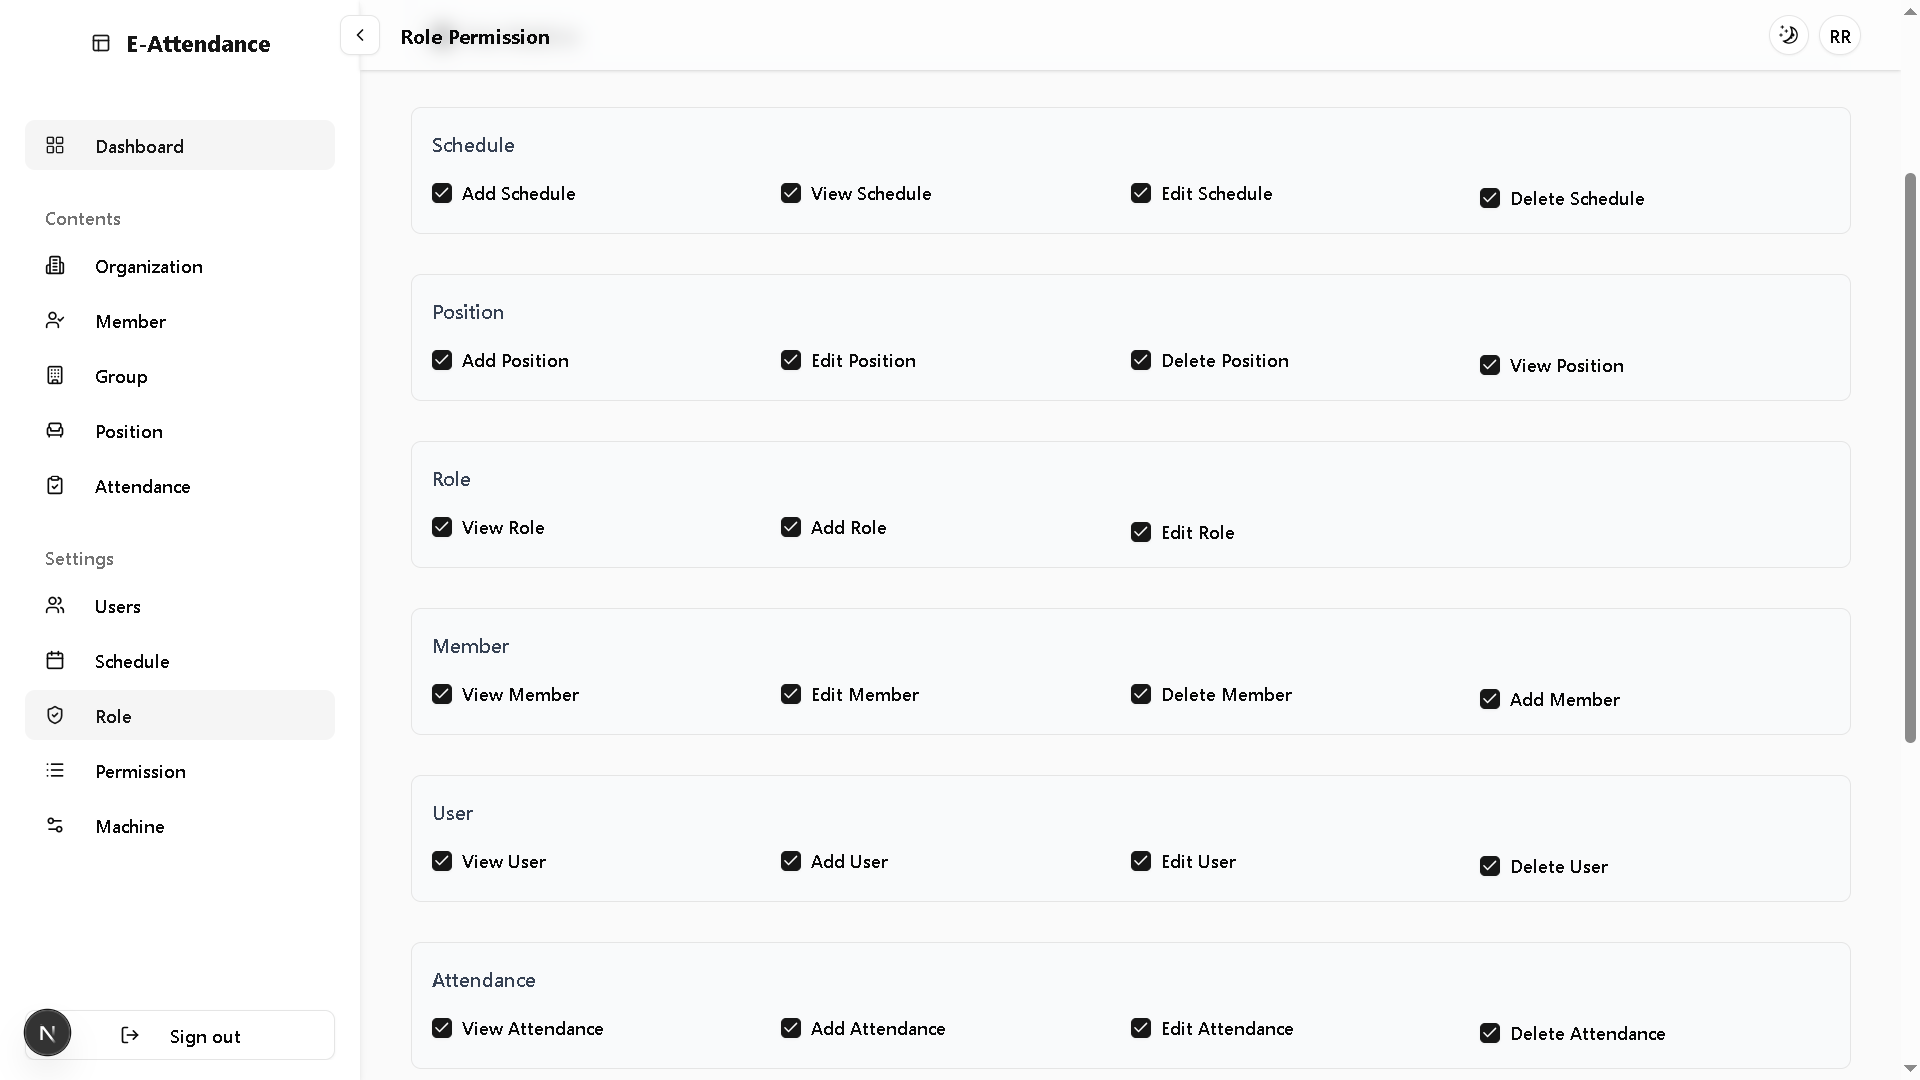 E-Attendance
Role Permission
RR
Dashboard
Contents
Organization
Member
Group
Position
Attendance
Settings
Users
Schedule
Role
Permission
Machine
N
Sign out
Schedule
Add Schedule
View Schedule
Edit Schedule
Delete Schedule
Position
Add Position
Edit Position
Delete Position
View Position
Role
View Role
Add Role
Edit Role
Member
View Member
Edit Member
Delete Member
Add Member
User
View User
Add User
Edit User
Delete User
Attendance
View Attendance
Add Attendance
Edit Attendance
Delete Attendance